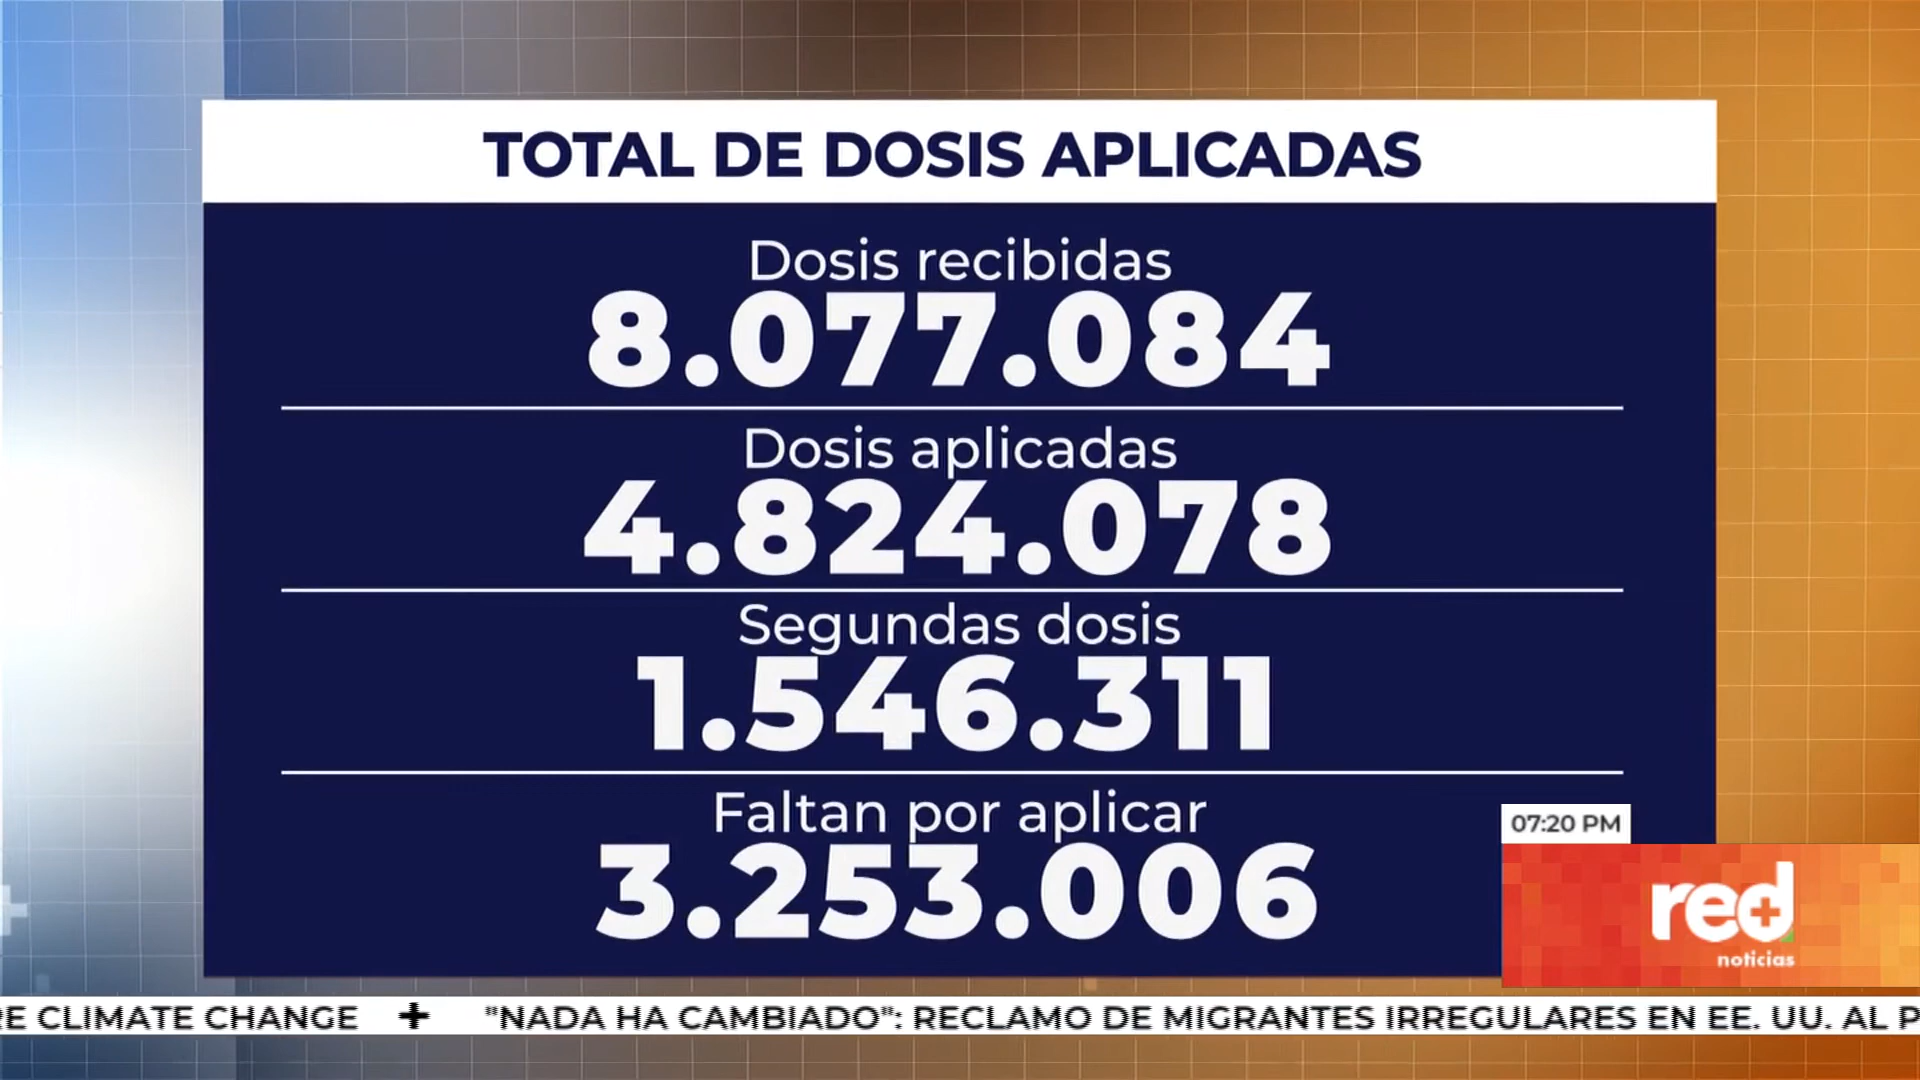 TOTAL DE DOSIS APLICADAS
Dosis recibidas
8.077.084
Dosis aplicadas
4.824.078
Segundas dosis
1.546.311
Faltan por aplicar
3.253.006
07:20 PM
red+
noticias
RE CLIMATE CHANGE + "NADA HA CAMBIADO": RECLAMO DE MIGRANTES IRREGULARES EN EE. UU. AL P